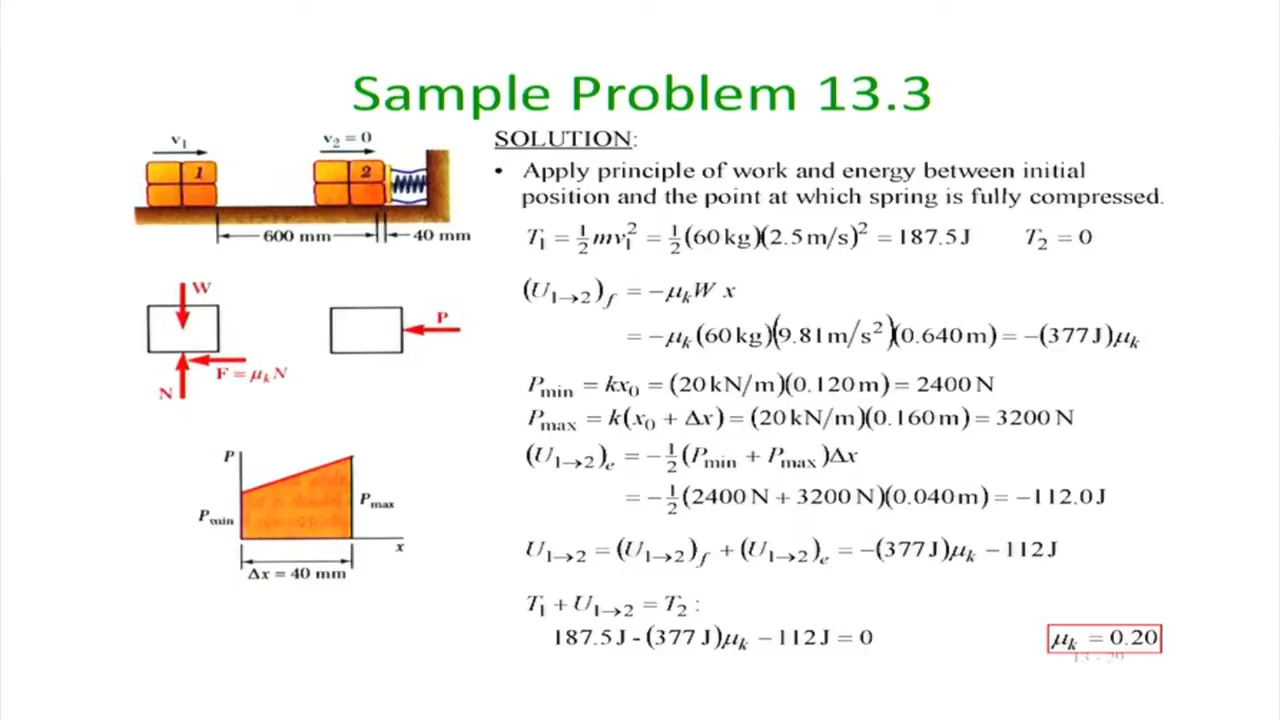 Sample Problem 13.3
v₁
v₂ = 0
1
2
600 mm
40 mm
W
P
F = μₖN
N
P
Pmin
Pmax
x
Δx = 40 mm
SOLUTION:
• Apply principle of work and energy between initial
position and the point at which spring is fully compressed.
T₁ = ½mv₁² = ½(60 kg)(2.5 m/s)² = 187.5 J T₂ = 0
(U₁→₂)f = −μₖW x
= −μₖ(60 kg)(9.81 m/s²)(0.640 m) = −(377 J)μₖ
Pmin = kx₀ = (20 kN/m)(0.120 m) = 2400 N
Pmax = k(x₀ + Δx) = (20 kN/m)(0.160 m) = 3200 N
(U₁→₂)e = −½(Pmin + Pmax)Δx
= −½(2400 N + 3200 N)(0.040 m) = −112.0 J
U₁→₂ = (U₁→₂)f + (U₁→₂)e = −(377 J)μₖ − 112 J
T₁ + U₁→₂ = T₂ :
187.5 J - (377 J)μₖ − 112 J = 0
μₖ = 0.20
13 - 20